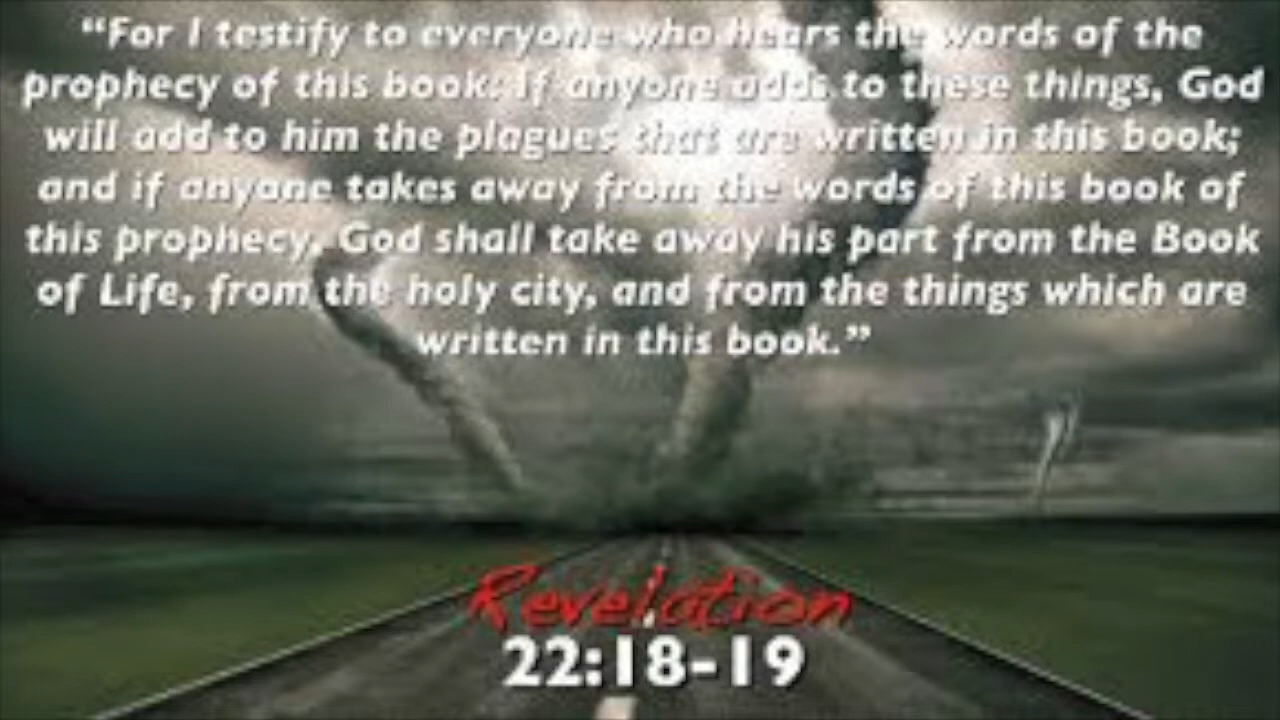 “For I testify to everyone who hears the words of the
prophecy of this book: If anyone adds to these things, God
will add to him the plagues that are written in this book;
and if anyone takes away from the words of this book of
this prophecy, God shall take away his part from the Book
of Life, from the holy city, and from the things which are
written in this book.”
Revelation
22:18-19